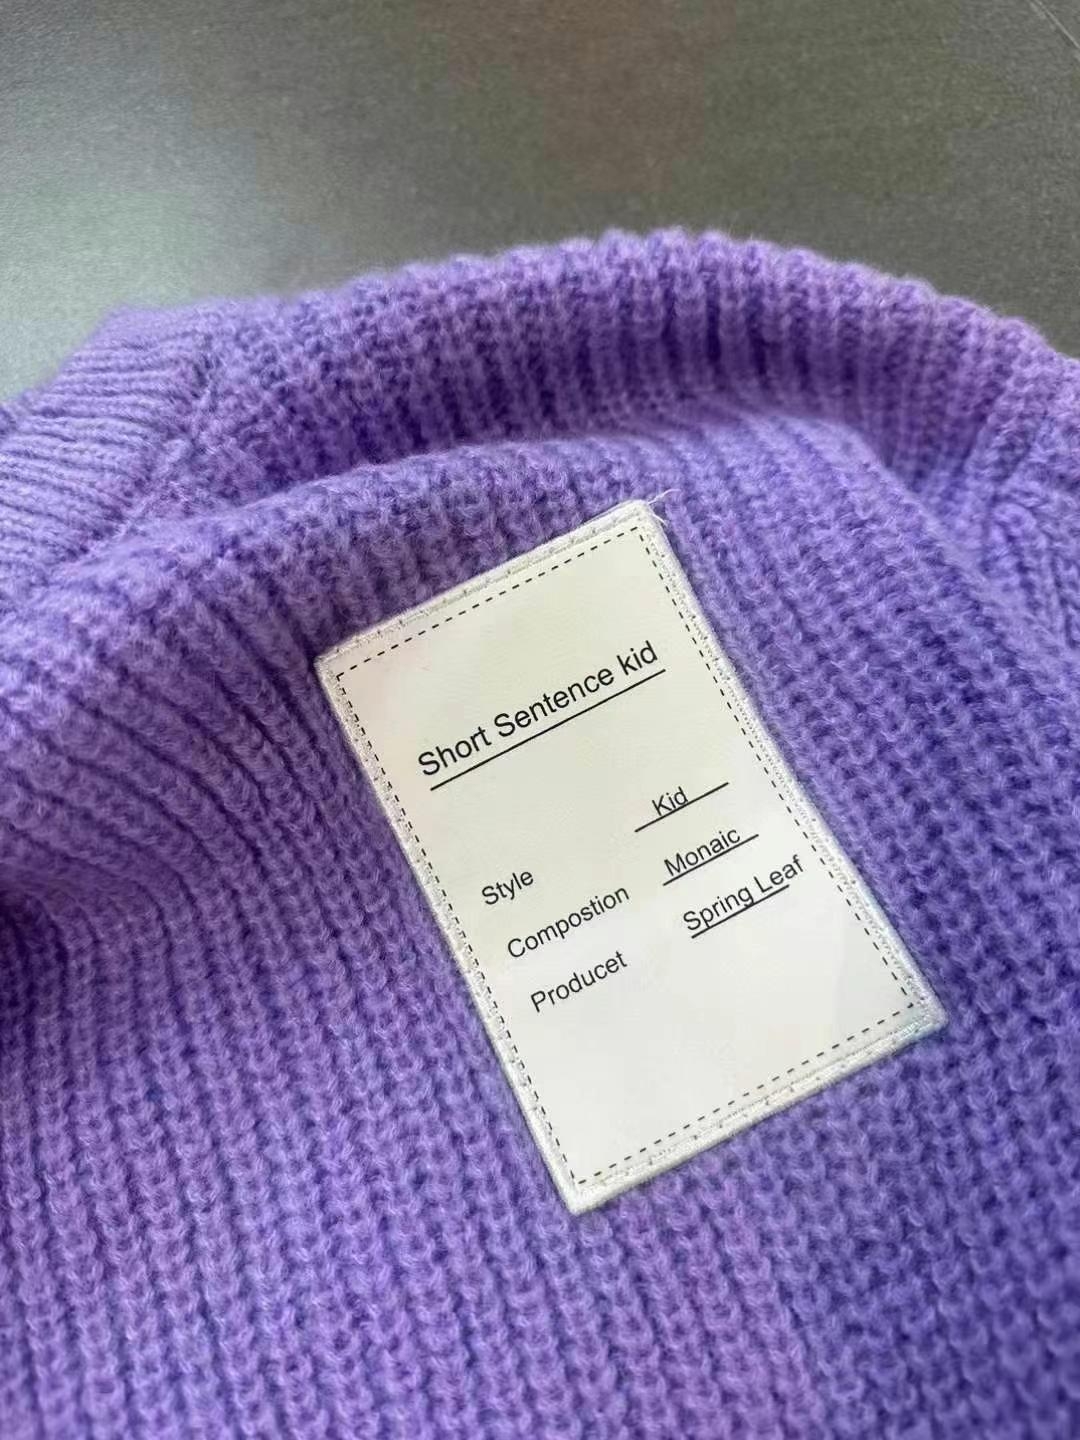 Short Sentence kid
Style Kid
Compostion Monaic
Producet Spring Leaf